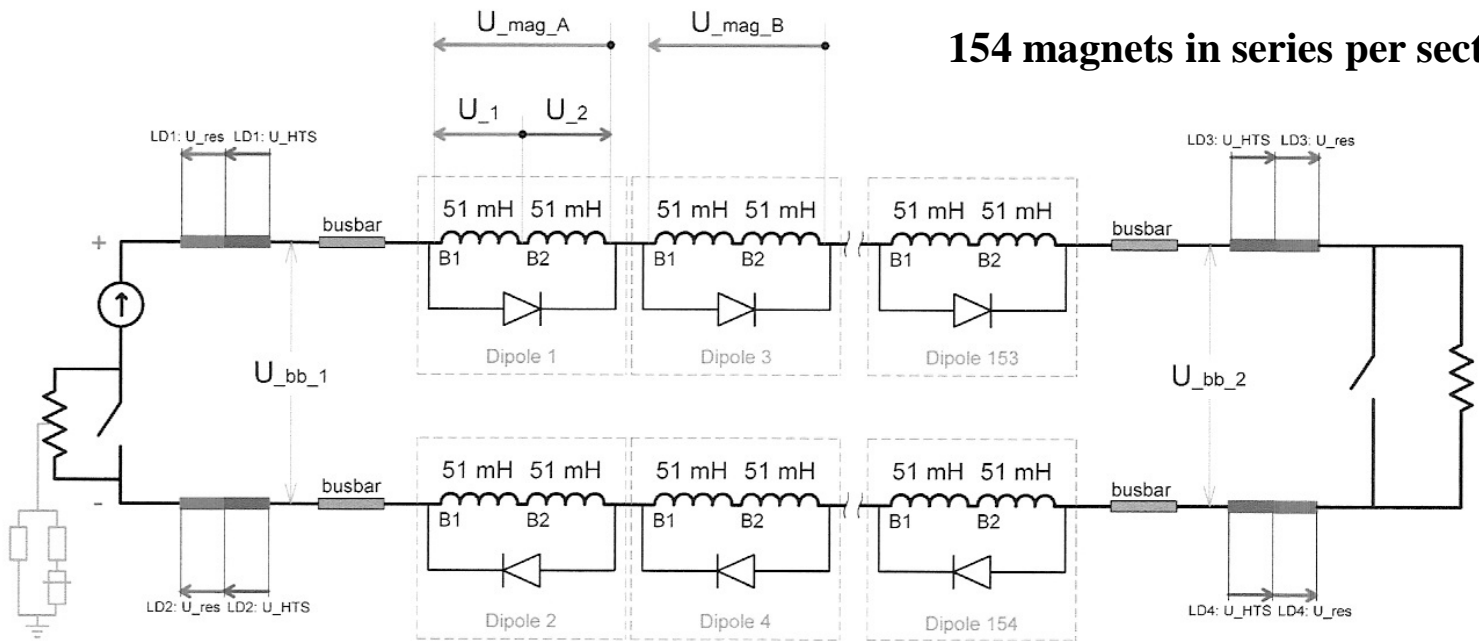 154 magnets in series per sect
U_mag_A
U_mag_B
U_1
U_2
LD1: U_res
LD1: U_HTS
LD3: U_HTS
LD3: U_res
51 mH 51 mH
51 mH 51 mH
51 mH 51 mH
busbar
busbar
+
B1 B2
B1 B2
B1 B2
Dipole 1
Dipole 3
Dipole 153
U_bb_1
U_bb_2
51 mH 51 mH
51 mH 51 mH
51 mH 51 mH
busbar
busbar
-
B1 B2
B1 B2
B1 B2
LD2: U_res
LD2: U_HTS
Dipole 2
Dipole 4
Dipole 154
LD4: U_HTS
LD4: U_res